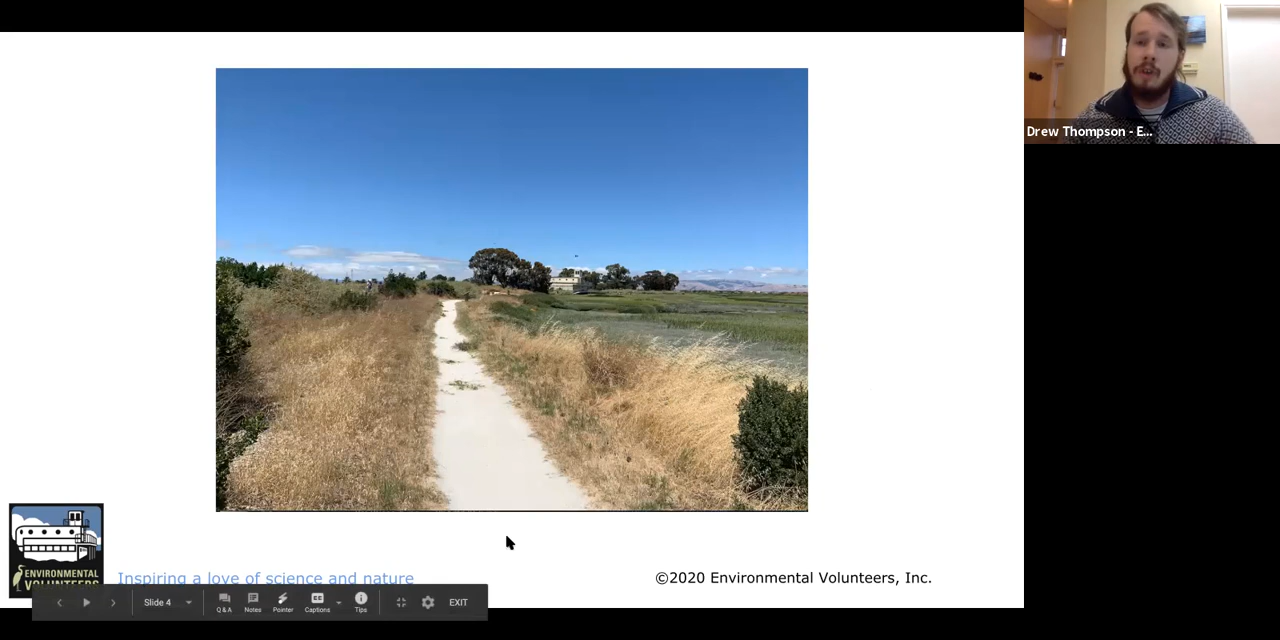 Drew Thompson - E...
ENVIRONMENTAL
VOLUNTEERS
Inspiring a love of science and nature
©2020 Environmental Volunteers, Inc.
Slide 4
Q & A
Notes
Pointer
CC
Captions
Tips
EXIT